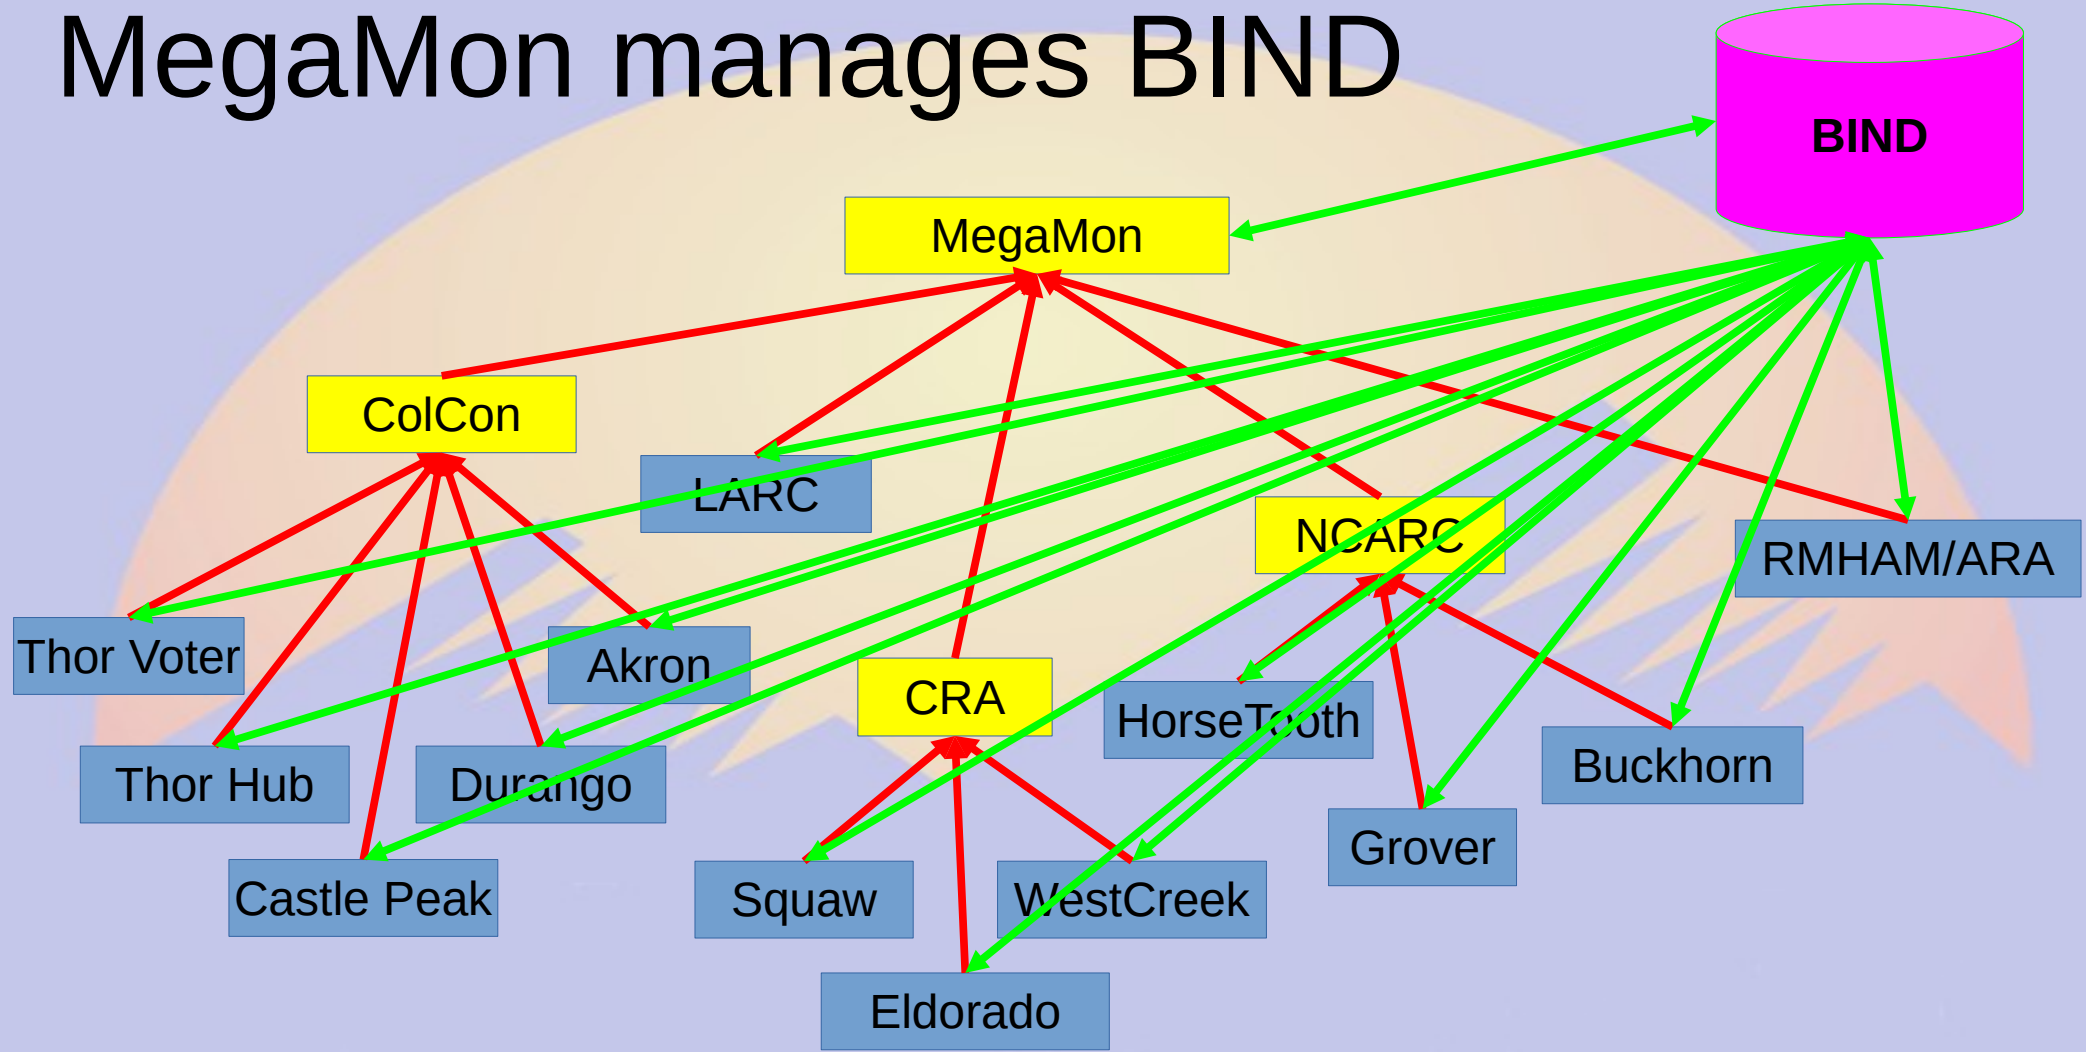 MegaMon manages BIND
BIND
MegaMon
ColCon
LARC
NCARC
RMHAM/ARA
Thor Voter
Akron
CRA
HorseTooth
Thor Hub
Durango
Buckhorn
Castle Peak
Squaw
WestCreek
Grover
Eldorado